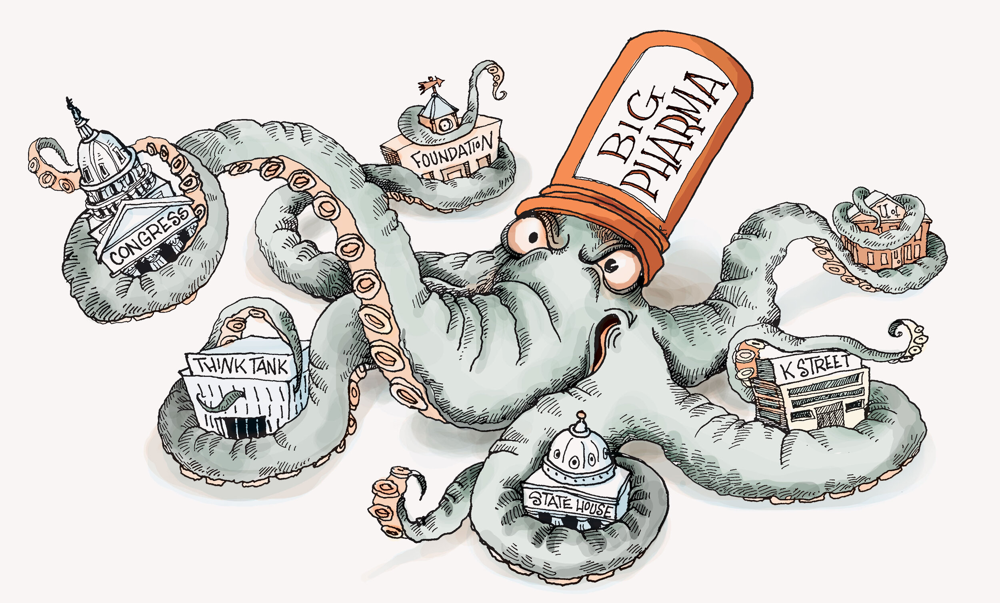 BIG
PHARMA
FOUNDATION
CONGRESS
U of
THINK TANK
K STREET
STATE HOUSE